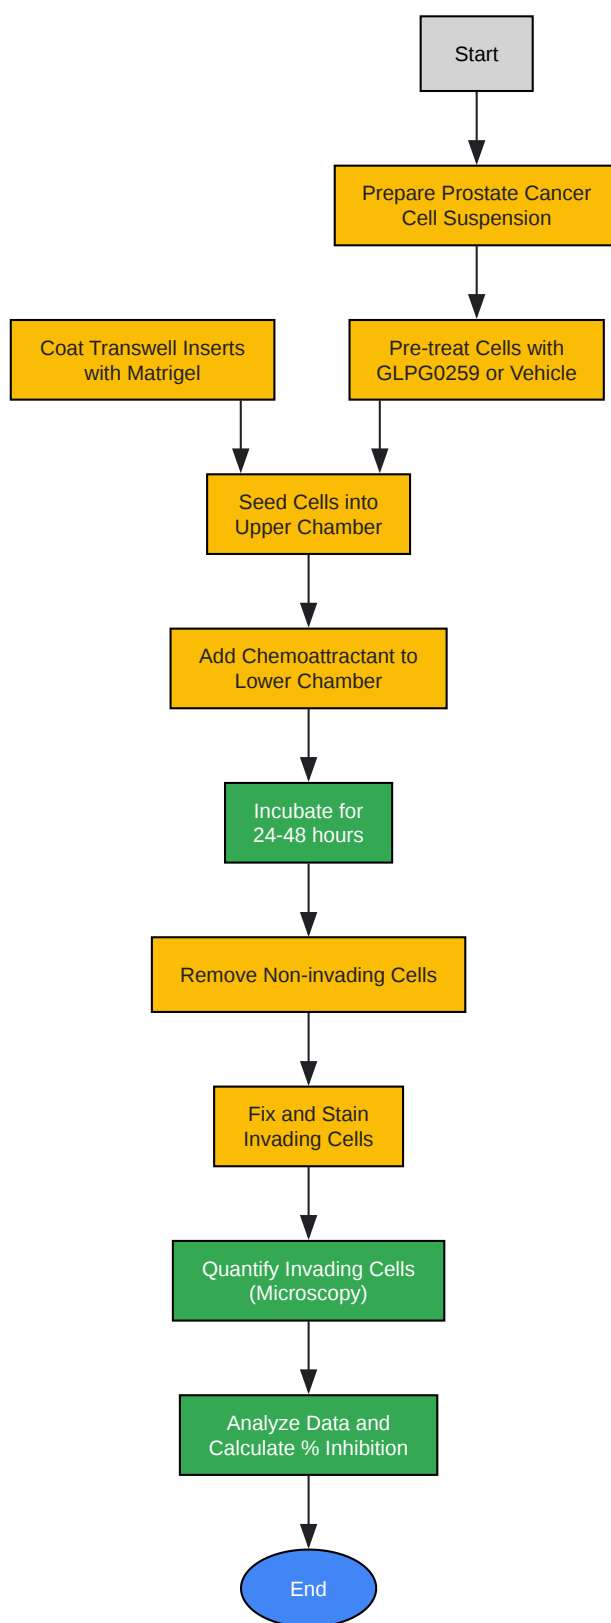 Start
Prepare Prostate Cancer
Cell Suspension
Coat Transwell Inserts
with Matrigel
Pre-treat Cells with
GLPG0259 or Vehicle
Seed Cells into
Upper Chamber
Add Chemoattractant to
Lower Chamber
Incubate for
24-48 hours
Remove Non-invading Cells
Fix and Stain
Invading Cells
Quantify Invading Cells
(Microscopy)
Analyze Data and
Calculate % Inhibition
End